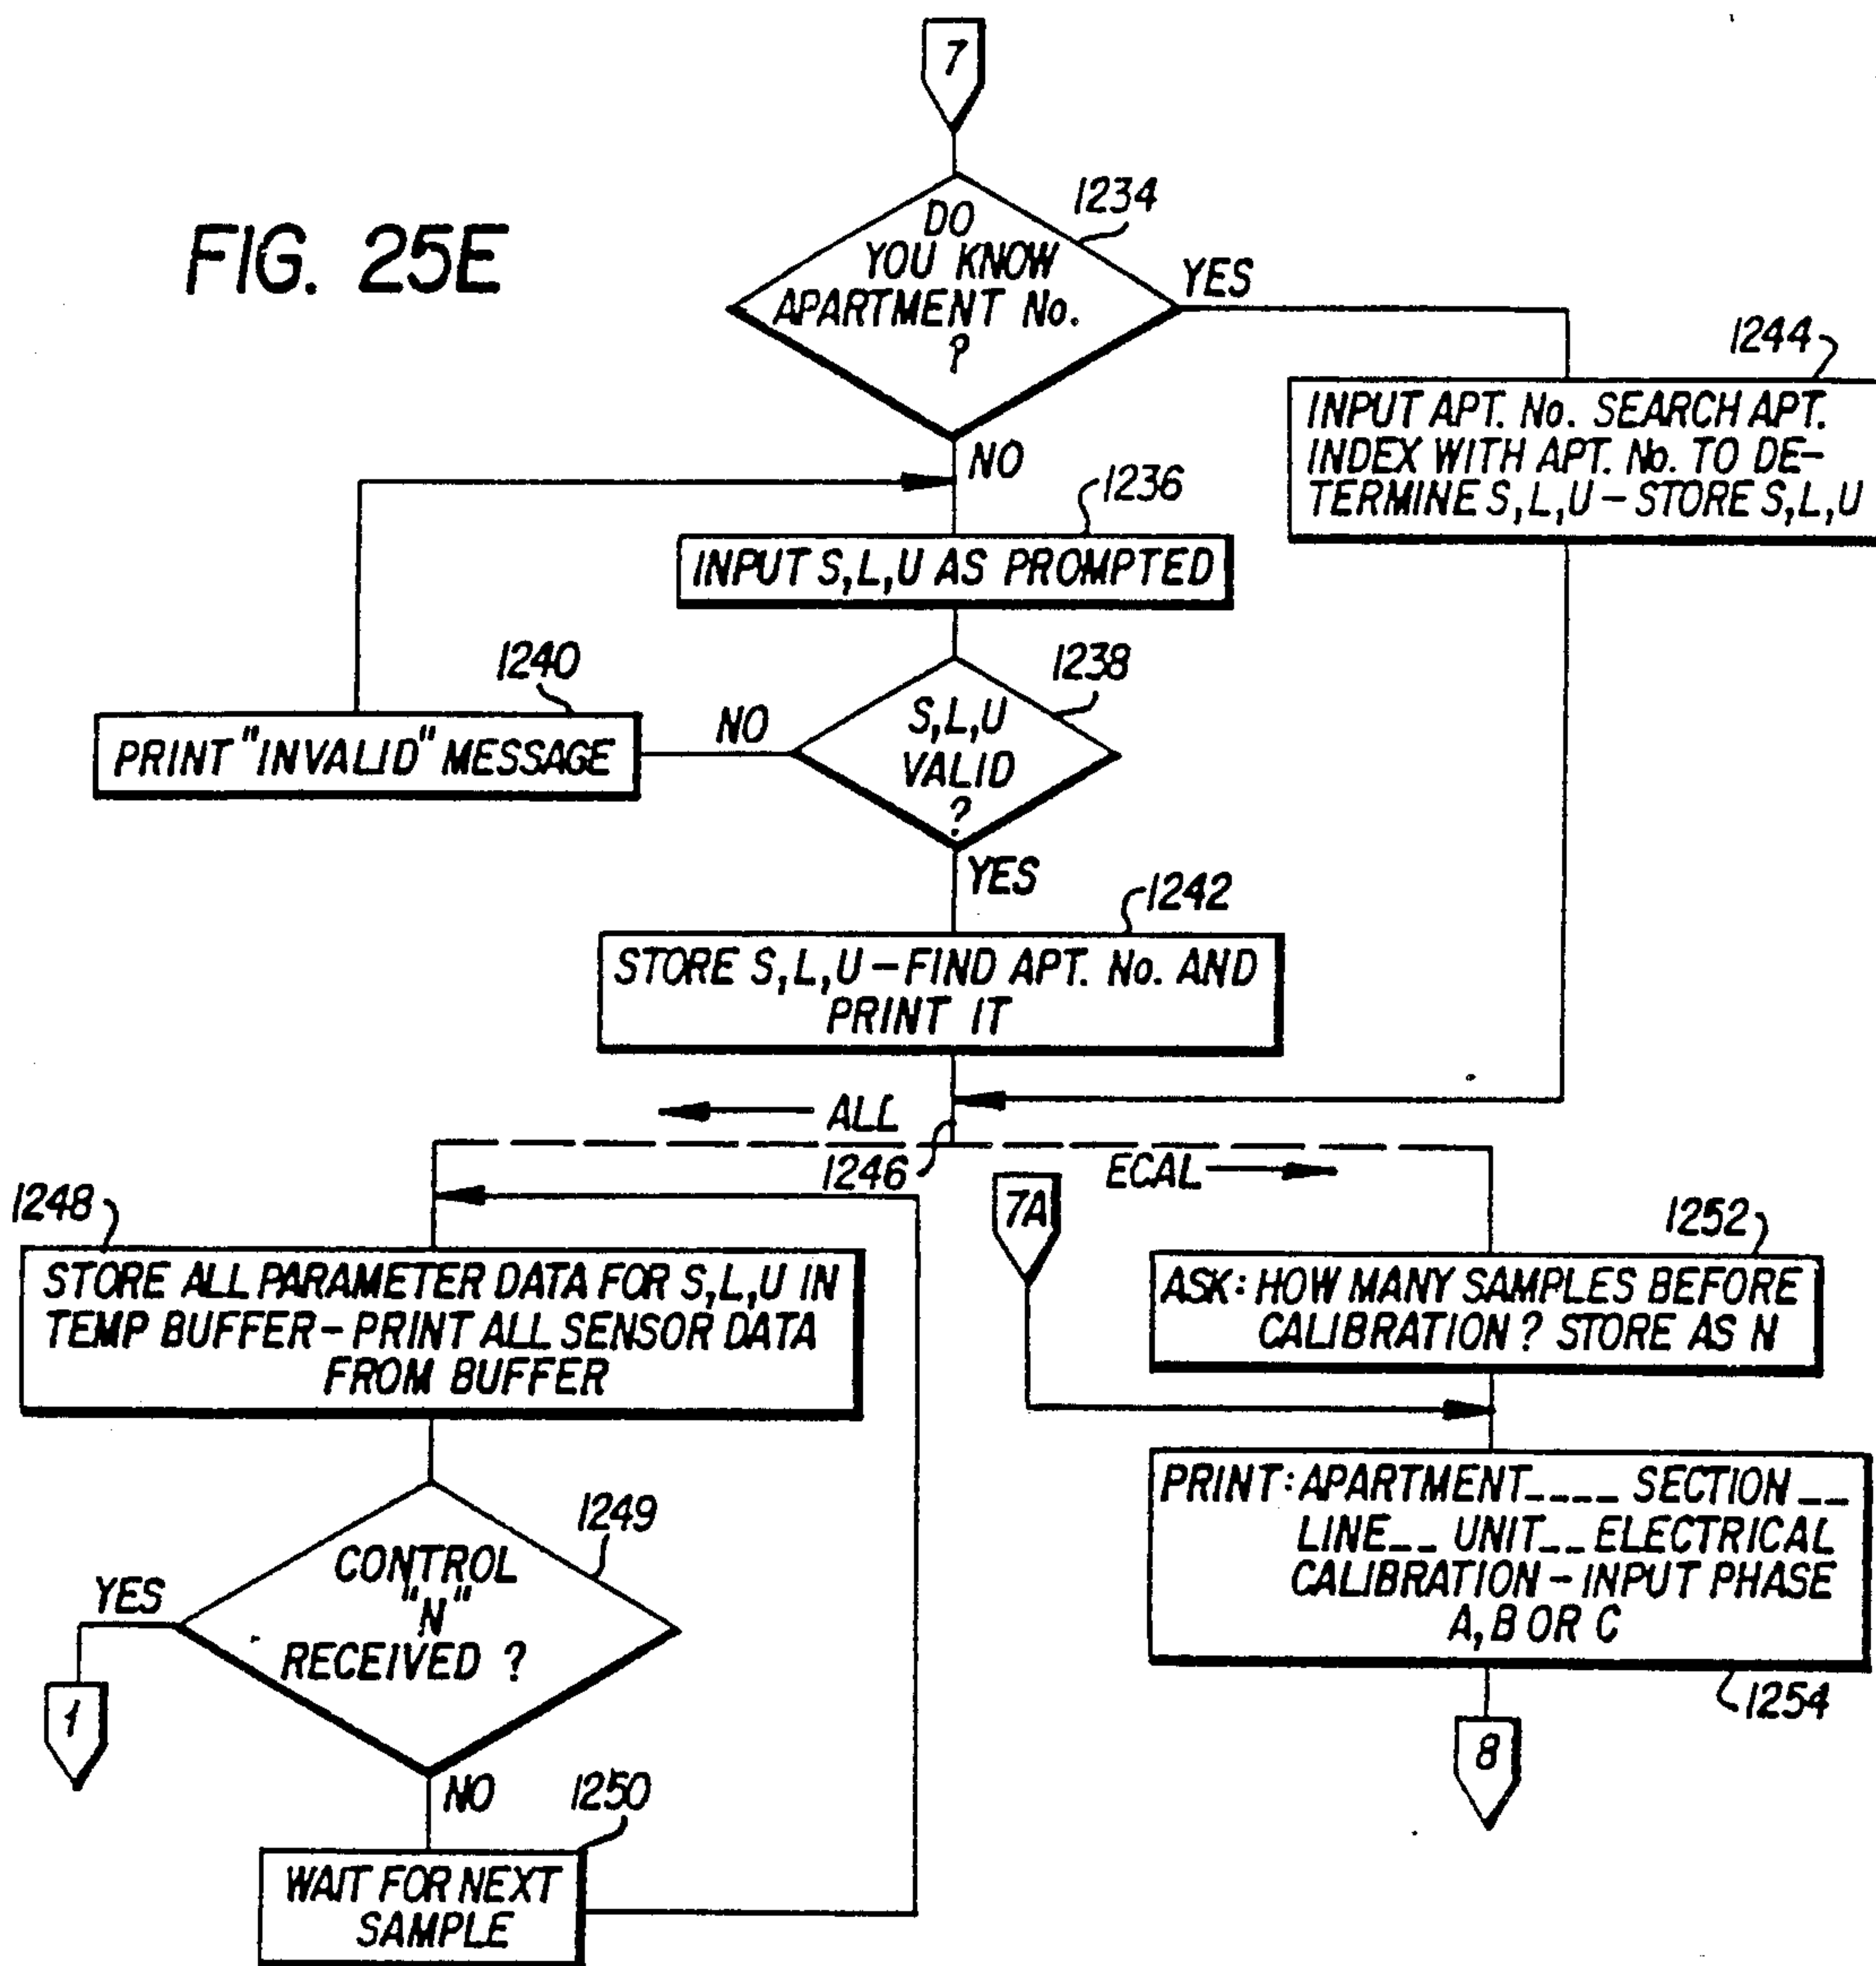 7
FIG. 25E
1234
DO
YOU KNOW
APARTMENT No.
?
YES
NO
1244
INPUT APT. No. SEARCH APT.
INDEX WITH APT. No. TO DE-
TERMINE S,L,U – STORE S,L,U
1236
INPUT S,L,U AS PROMPTED
1240
PRINT "INVALID" MESSAGE
NO
1238
S,L,U
VALID
?
YES
1242
STORE S,L,U – FIND APT. No. AND
PRINT IT
ALL
1246
ECAL
7A
1248
STORE ALL PARAMETER DATA FOR S,L,U IN
TEMP BUFFER – PRINT ALL SENSOR DATA
FROM BUFFER
1252
ASK: HOW MANY SAMPLES BEFORE
CALIBRATION ? STORE AS N
1249
CONTROL
"N"
RECEIVED ?
YES
1
NO
1250
WAIT FOR NEXT
SAMPLE
PRINT: APARTMENT____ SECTION __
LINE__ UNIT__ ELECTRICAL
CALIBRATION – INPUT PHASE
A, B OR C
1254
8